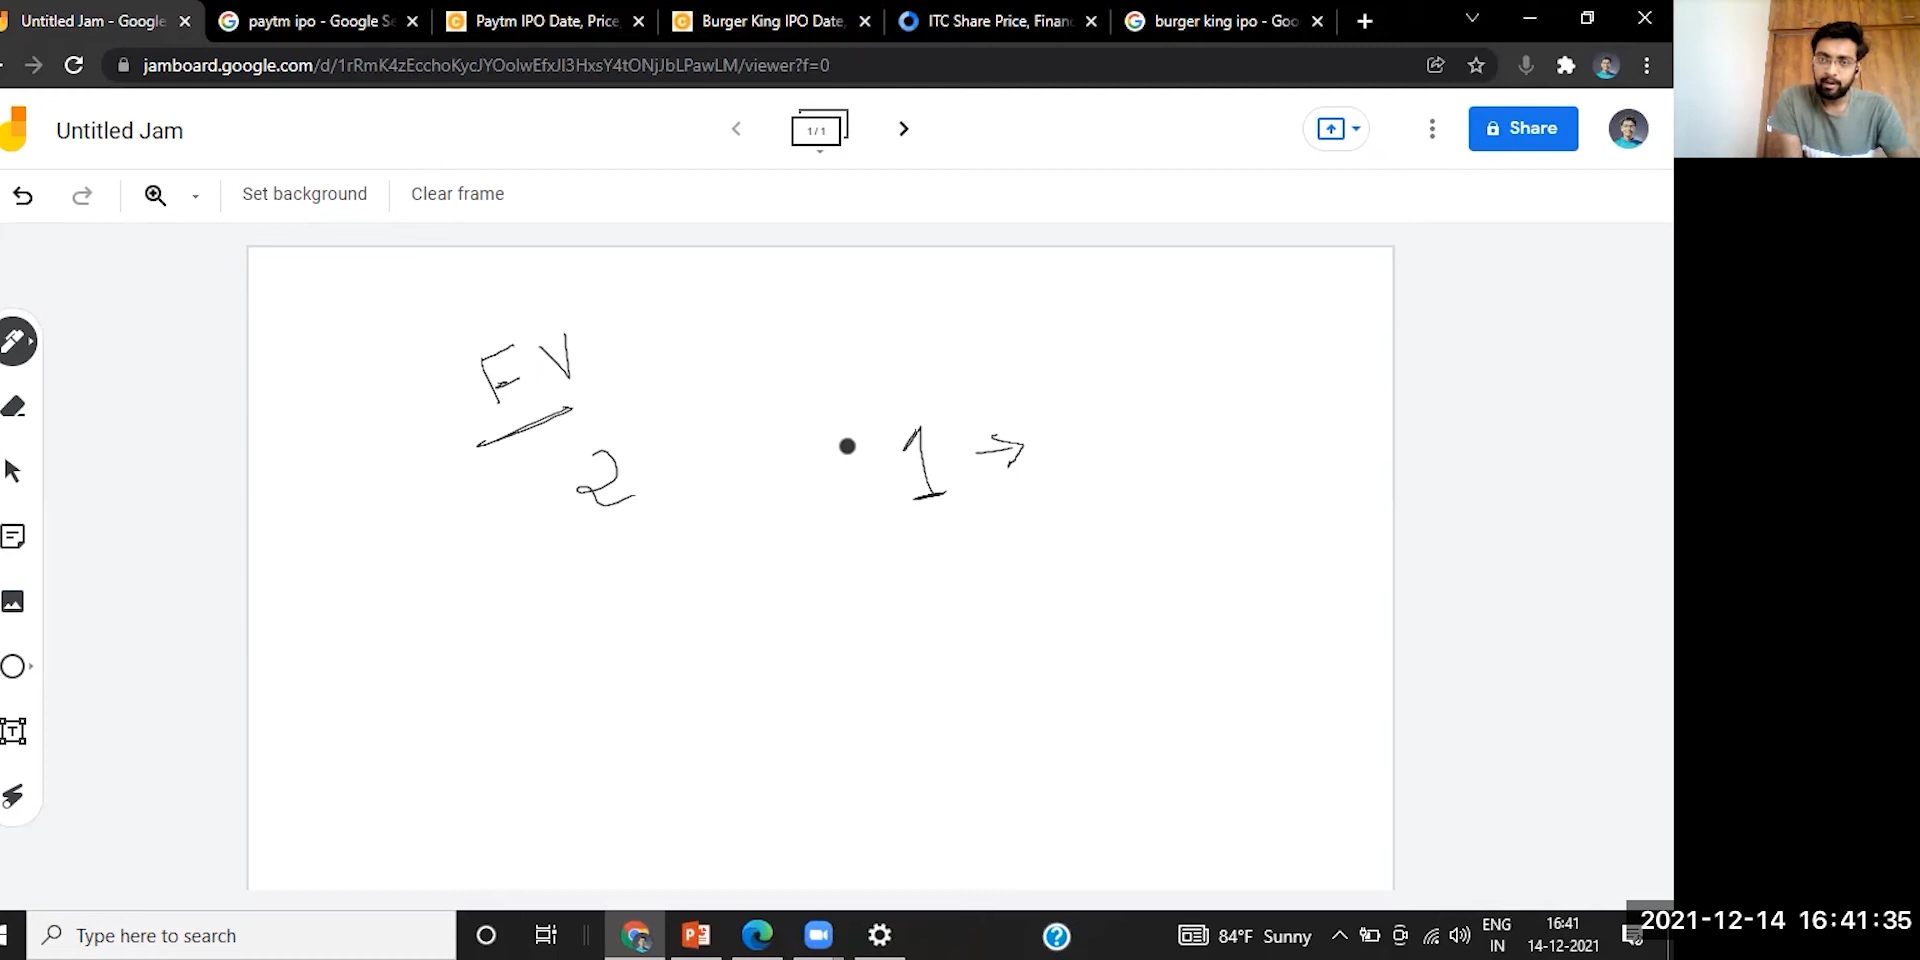 Untitled Jam - Google
paytm ipo - Google Se
Paytm IPO Date, Price,
Burger King IPO Date,
ITC Share Price, Financ
burger king ipo - Goo
jamboard.google.com/d/1rRmK4zEcchoKycJYOolwEfxJI3HxsY4tONjJbLPawLM/viewer?f=0
Untitled Jam
1/1
Share
Set background
Clear frame
FV
2
1 →
Type here to search
84°F Sunny
ENG
IN
16:41
14-12-2021
2021-12-14 16:41:35